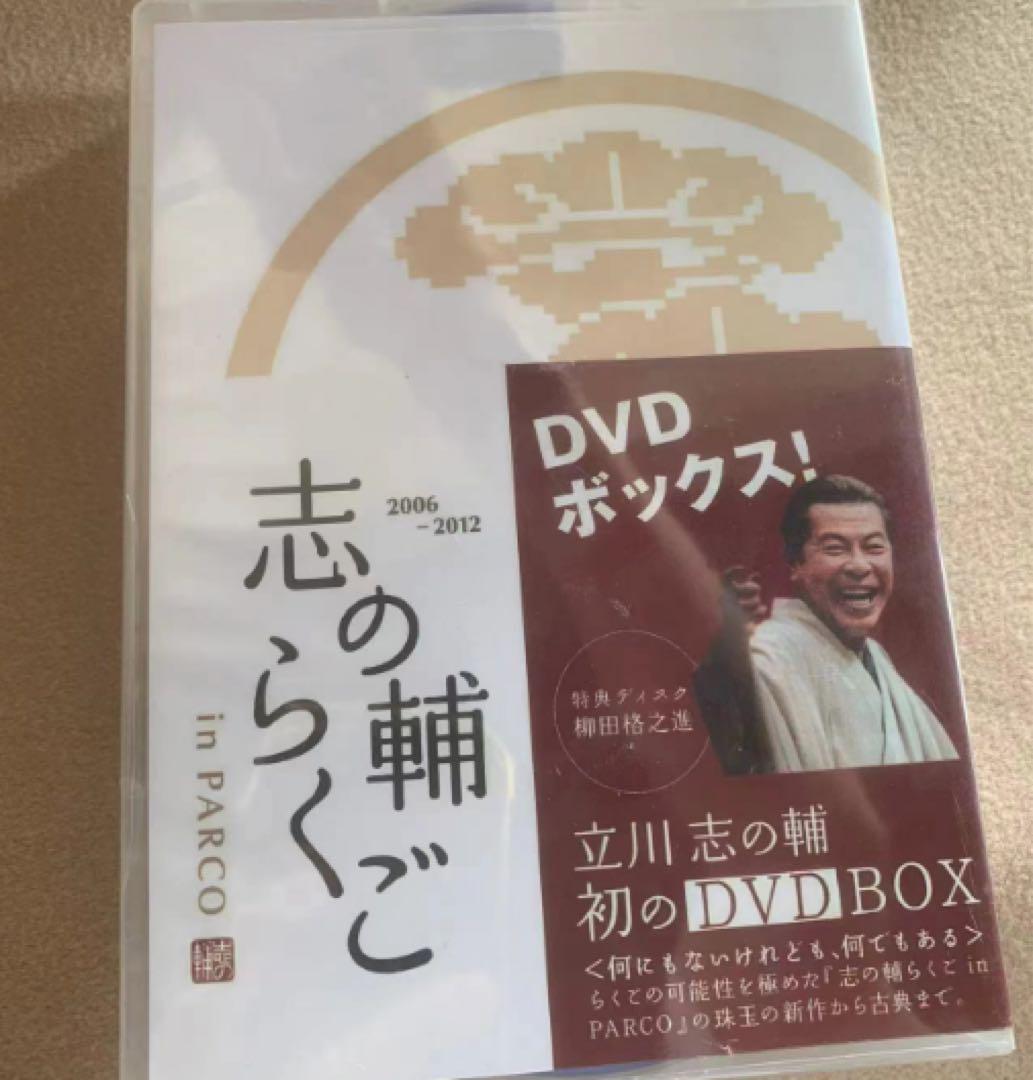 志の輔
らくご
2006
-2012
in PARCO
DVD
ボックス!
特典ディスク
柳田格之進
立川 志の輔
初のDVD BOX
<何にもないけれども、何でもある>
らくごの可能性を極めた『志の輔らくご in
PARCO』の珠玉の新作から古典まで。